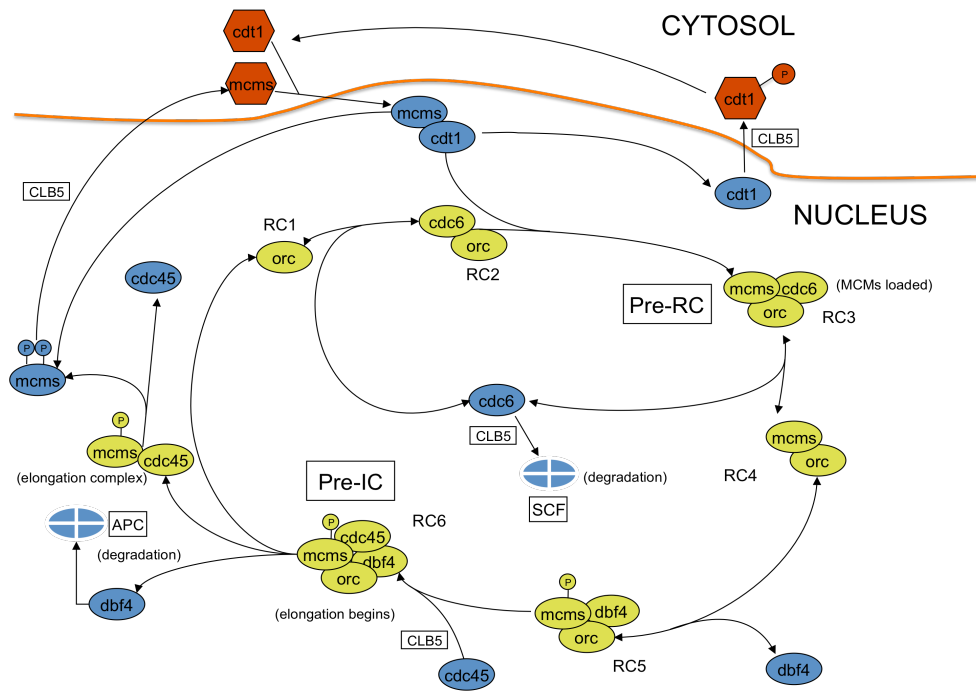 CYTOSOL
cdt1
P
mcms
cdt1
mcms
cdt1
CLB5
CLB5
cdt1
NUCLEUS
RC1
orc
cdc6
orc
RC2
cdc45
Pre-RC
mcms
cdc6
orc
(MCMs loaded)
RC3
P P
mcms
cdc6
CLB5
P
mcms
cdc45
(elongation complex)
mcms
orc
RC4
Pre-IC
(degradation)
SCF
APC
(degradation)
RC6
P
cdc45
mcms
dbf4
orc
(elongation begins)
dbf4
P
mcms
dbf4
orc
RC5
CLB5
cdc45
dbf4